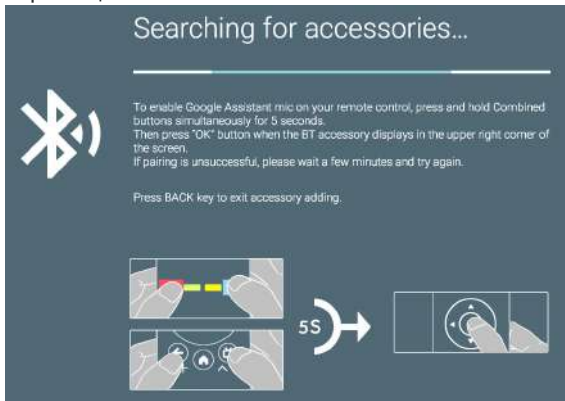 Searching for accessories...
To enable Google Assistant mic on your remote control, press and hold Combined
buttons simultaneously for 5 seconds.
Then press "OK" button when the BT accessory displays in the upper right corner of
the screen.
If pairing is unsuccessful, please wait a few minutes and try again.
Press BACK key to exit accessory adding.
5S